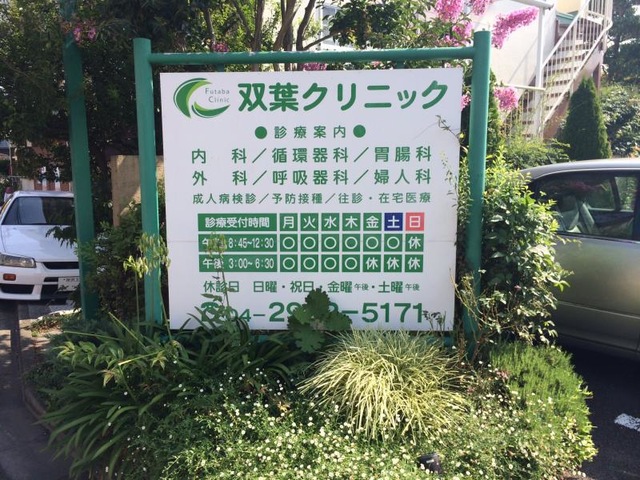 Futaba
Clinic
双葉クリニック
●診療案内●
内科／循環器科／胃腸科
外科／呼吸器科／婦人科
成人病検診／予防接種／往診・在宅医療
診療受付時間 月 火 水 木 金 土 日
8:45~12:30 ○ ○ ○ ○ ○ ○ 休
午後 3:00~6:30 ○ ○ ○ ○ 休 休 休
休診日 日曜・祝日・金曜午後・土曜午後
5171